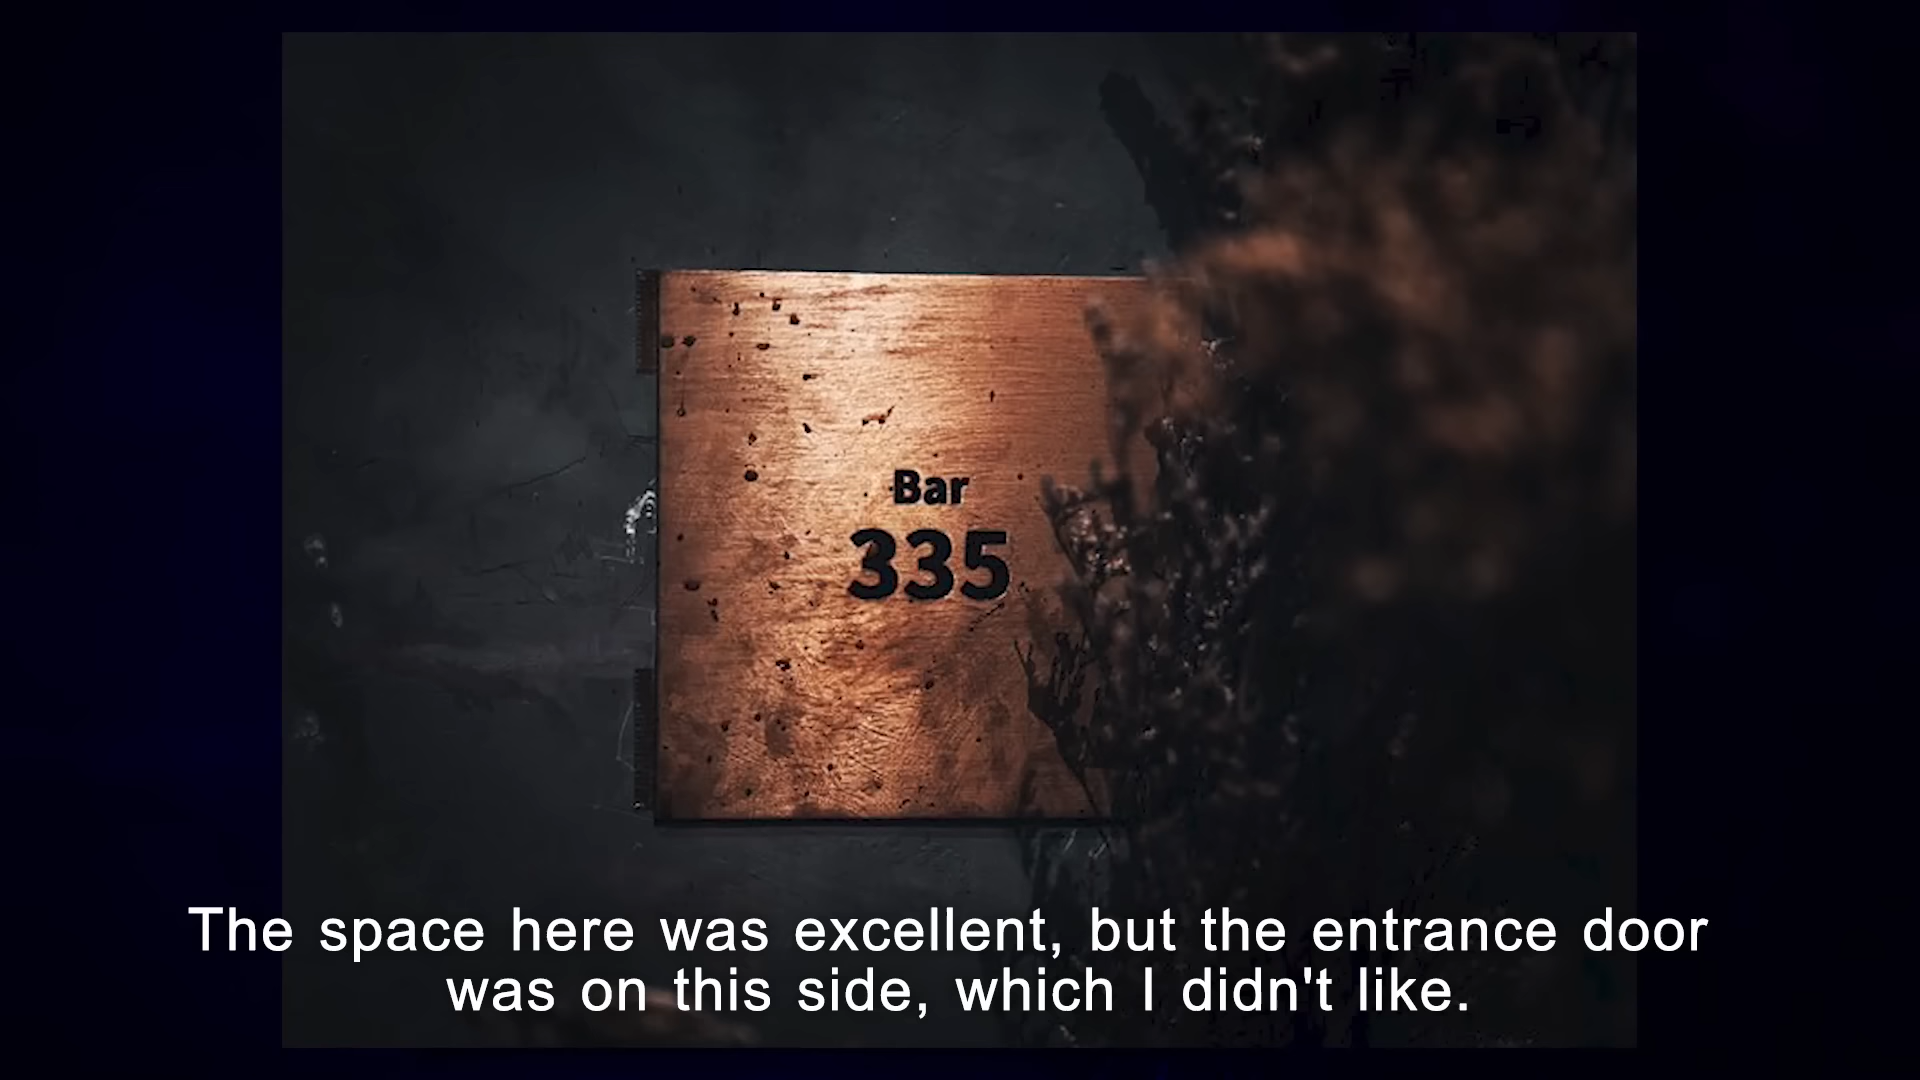 Bar
335
The space here was excellent, but the entrance door
was on this side, which I didn't like.